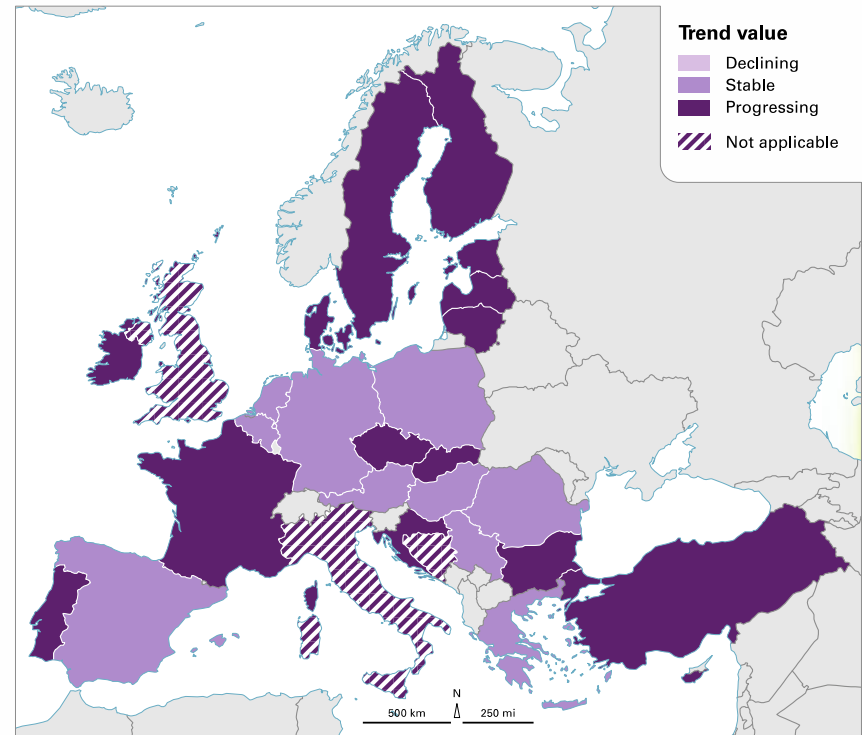 Trend value
Declining
Stable
Progressing
Not applicable
N
500 km
250 mi